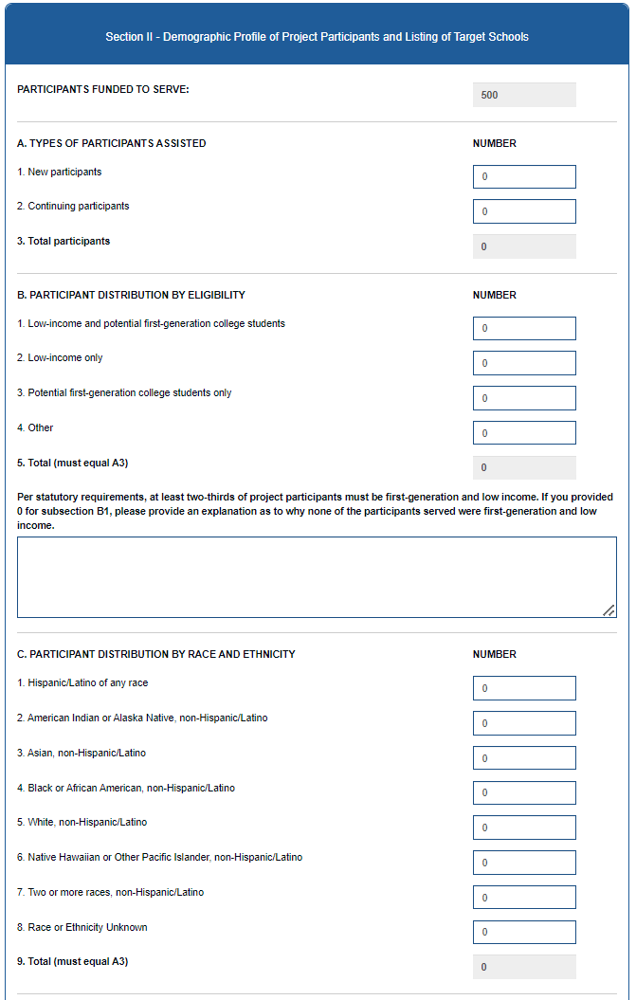 Section II - Demographic Profile of Project Participants and Listing of Target Schools
PARTICIPANTS FUNDED TO SERVE:
500
A. TYPES OF PARTICIPANTS ASSISTED NUMBER
1. New participants 0
2. Continuing participants 0
3. Total participants 0
B. PARTICIPANT DISTRIBUTION BY ELIGIBILITY NUMBER
1. Low-income and potential first-generation college students 0
2. Low-income only 0
3. Potential first-generation college students only 0
4. Other 0
5. Total (must equal A3) 0
Per statutory requirements, at least two-thirds of project participants must be first-generation and low income. If you provided
0 for subsection B1, please provide an explanation as to why none of the participants served were first-generation and low
income.
C. PARTICIPANT DISTRIBUTION BY RACE AND ETHNICITY NUMBER
1. Hispanic/Latino of any race 0
2. American Indian or Alaska Native, non-Hispanic/Latino 0
3. Asian, non-Hispanic/Latino 0
4. Black or African American, non-Hispanic/Latino 0
5. White, non-Hispanic/Latino 0
6. Native Hawaiian or Other Pacific Islander, non-Hispanic/Latino 0
7. Two or more races, non-Hispanic/Latino 0
8. Race or Ethnicity Unknown 0
9. Total (must equal A3) 0